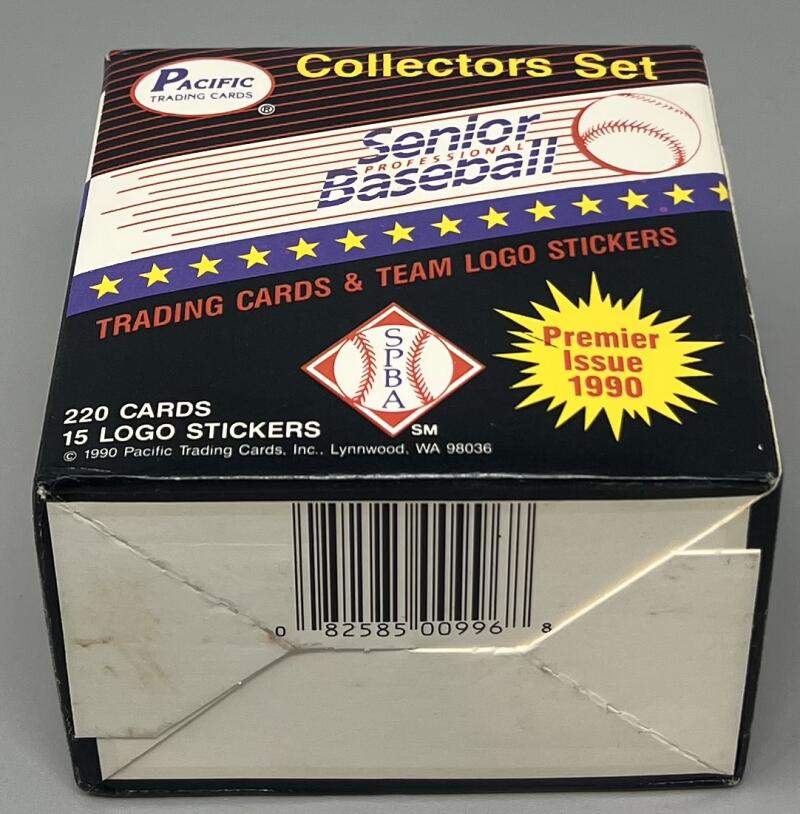 PACIFIC
TRADING CARDS
®
Collectors Set
Senior
PROFESSIONAL
Baseball
TRADING CARDS & TEAM LOGO STICKERS
SPBA
SM
Premier
Issue
1990
220 CARDS
15 LOGO STICKERS
© 1990 Pacific Trading Cards, Inc., Lynnwood, WA 98036
0 82585 00996 8